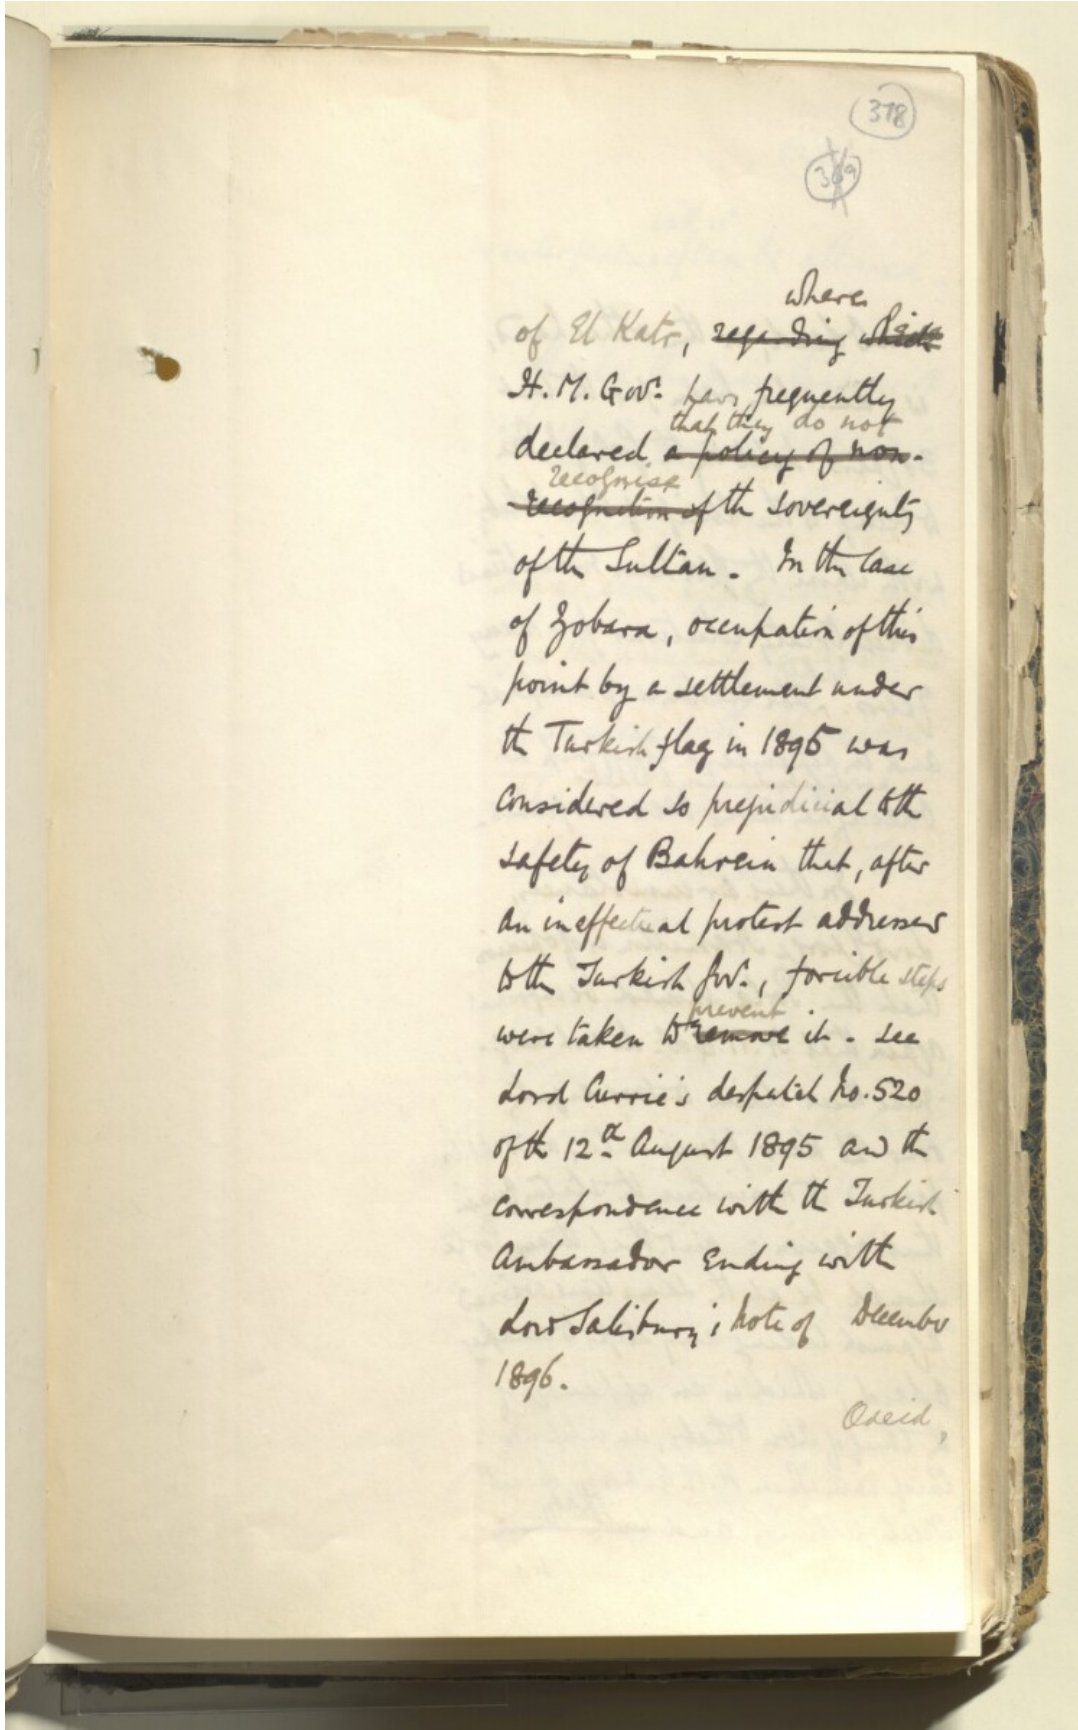 378
369
where
of El Katr, regarding which
H. M. Govt. have frequently
that they do not
declared a policy of non-
recognise
recognition of the sovereignty
of the Sultan. In the case
of Zobara, occupation of this
point by a settlement under
the Turkish flag in 1895 was
considered so prejudicial to the
safety of Bahrein that, after
an ineffectual protest addressed
to the Turkish Gov., forcible steps
prevent
were taken to remove it. See
Lord Currie's despatch No. 520
of the 12th August 1895 and the
correspondence with the Turkish
Ambassador ending with
Lord Salisbury's Note of December
1896.
Odeid,